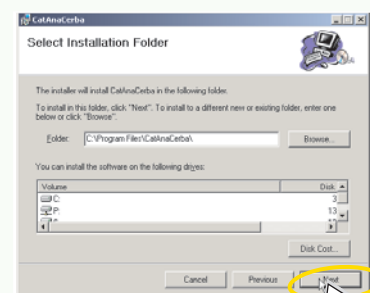 CatAnaCerba
Select Installation Folder
The installer will install CatAnaCerba in the following folder.
To install in this folder, click "Next". To install to a different new or existing folder, enter one
below or click "Browse".
Folder: C:\Program Files\CatAnaCerba\ Browse...
You can install the software on the following drives:
Volume Disk
C: 3
P: 13
Disk Cost...
Cancel Previous Next